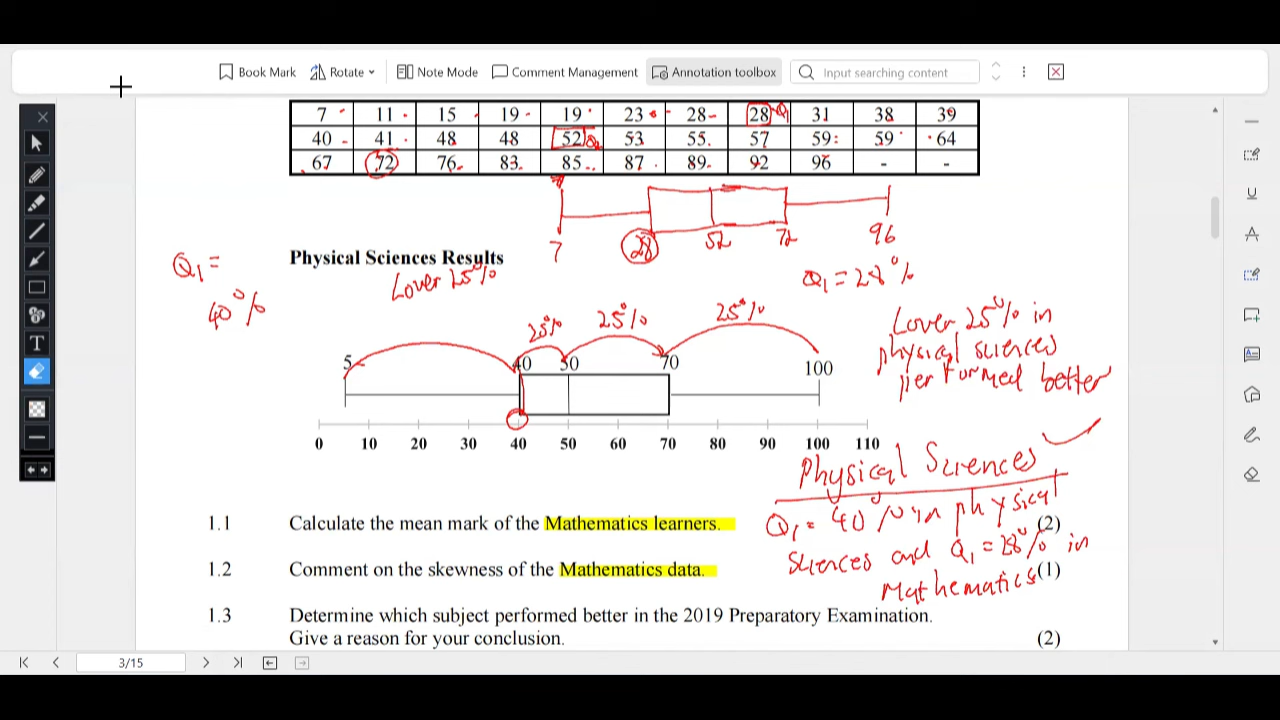 Book Mark Rotate Note Mode Comment Management Annotation toolbox Input searching content
7 11 15 19 19 23 28 28 Q1 31 38 39
40 41 48 48 52 Q2 53 55 57 59 59 64
67 72 76 83 85 87 89 92 96 - -
7 28 52 72 96
Physical Sciences Results
Q1 =
40%
Lower 25%
Q1 = 28%
25% 25% 25%
Lower 25% in
physical sciences
performed better
5 40 50 70 100
0 10 20 30 40 50 60 70 80 90 100 110
Physical Sciences
Q1 = 40% in physical
sciences and Q1 = 28% in
Mathematics
1.1 Calculate the mean mark of the Mathematics learners. (2)
1.2 Comment on the skewness of the Mathematics data. (1)
1.3 Determine which subject performed better in the 2019 Preparatory Examination.
Give a reason for your conclusion. (2)
3/15